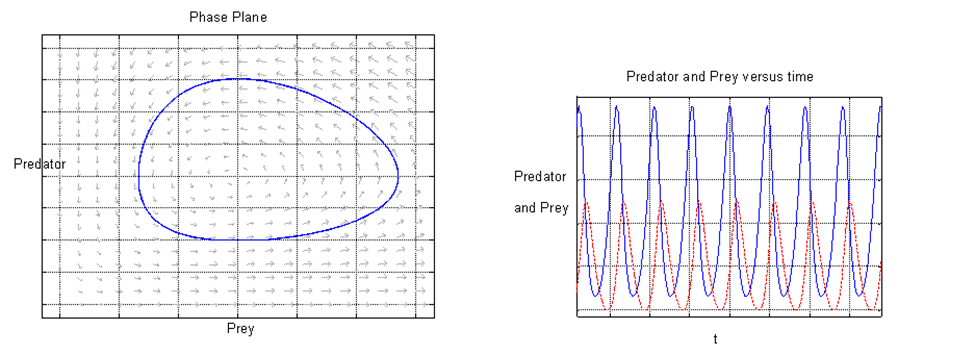 Phase Plane
Predator
Prey
Predator and Prey versus time
Predator
and Prey
t